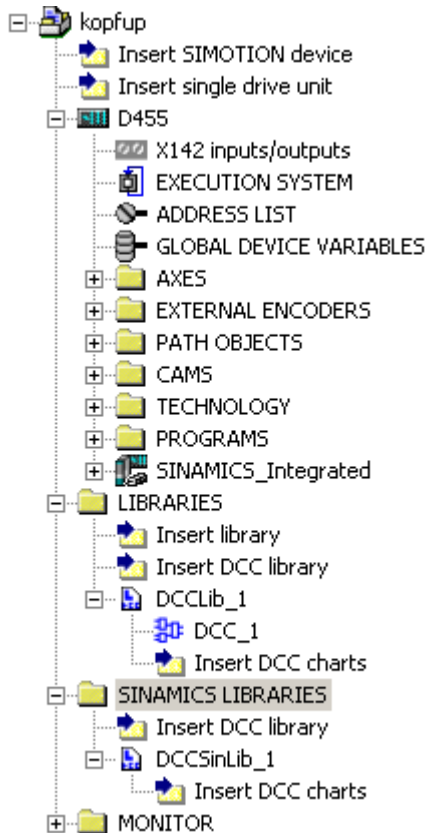 kopfup
Insert SIMOTION device
Insert single drive unit
D455
X142 inputs/outputs
EXECUTION SYSTEM
ADDRESS LIST
GLOBAL DEVICE VARIABLES
AXES
EXTERNAL ENCODERS
PATH OBJECTS
CAMS
TECHNOLOGY
PROGRAMS
SINAMICS_Integrated
LIBRARIES
Insert library
Insert DCC library
DCCLib_1
DCC_1
Insert DCC charts
SINAMICS LIBRARIES
Insert DCC library
DCCSinLib_1
Insert DCC charts
MONITOR